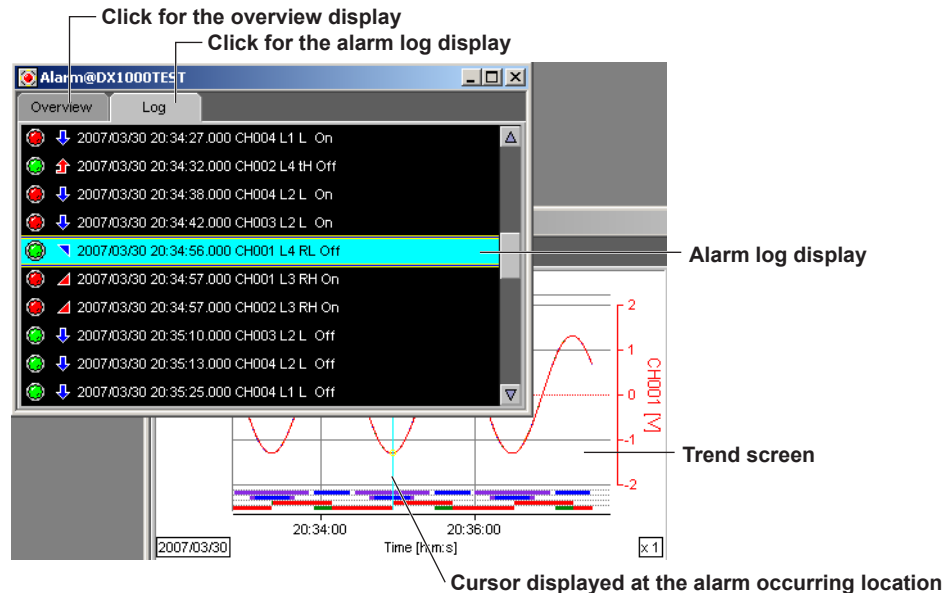 Click for the overview display
Click for the alarm log display
Alarm@DX1000TEST
Overview Log
2007/03/30 20:34:27.000 CH004 L1 L On
2007/03/30 20:34:32.000 CH002 L4 tH Off
2007/03/30 20:34:38.000 CH004 L2 L On
2007/03/30 20:34:42.000 CH003 L2 L On
2007/03/30 20:34:56.000 CH001 L4 RL Off
2007/03/30 20:34:57.000 CH001 L3 RH On
2007/03/30 20:34:57.000 CH002 L3 RH On
2007/03/30 20:35:10.000 CH003 L2 L Off
2007/03/30 20:35:13.000 CH004 L2 L Off
2007/03/30 20:35:25.000 CH004 L1 L Off
Alarm log display
2
1
0
-1
-2
CH001 [V]
Trend screen
20:34:00 20:36:00
2007/03/30 Time [h:m:s] x 1
Cursor displayed at the alarm occurring location